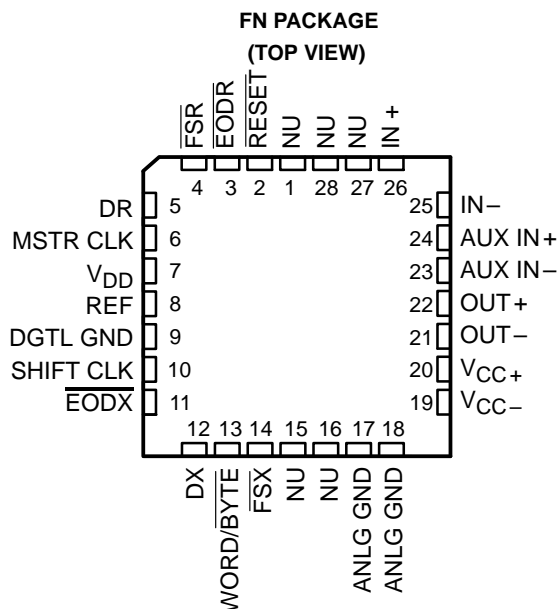 FN PACKAGE
(TOP VIEW)
FSR
EODR
RESET
NU
NU
NU
IN +
4 3 2 1 28 27 26
DR 5
MSTR CLK 6
VDD 7
REF 8
DGTL GND 9
SHIFT CLK 10
EODX 11
25 IN−
24 AUX IN+
23 AUX IN−
22 OUT+
21 OUT−
20 VCC+
19 VCC−
12 13 14 15 16 17 18
DX
WORD/BYTE
FSX
NU
NU
ANLG GND
ANLG GND